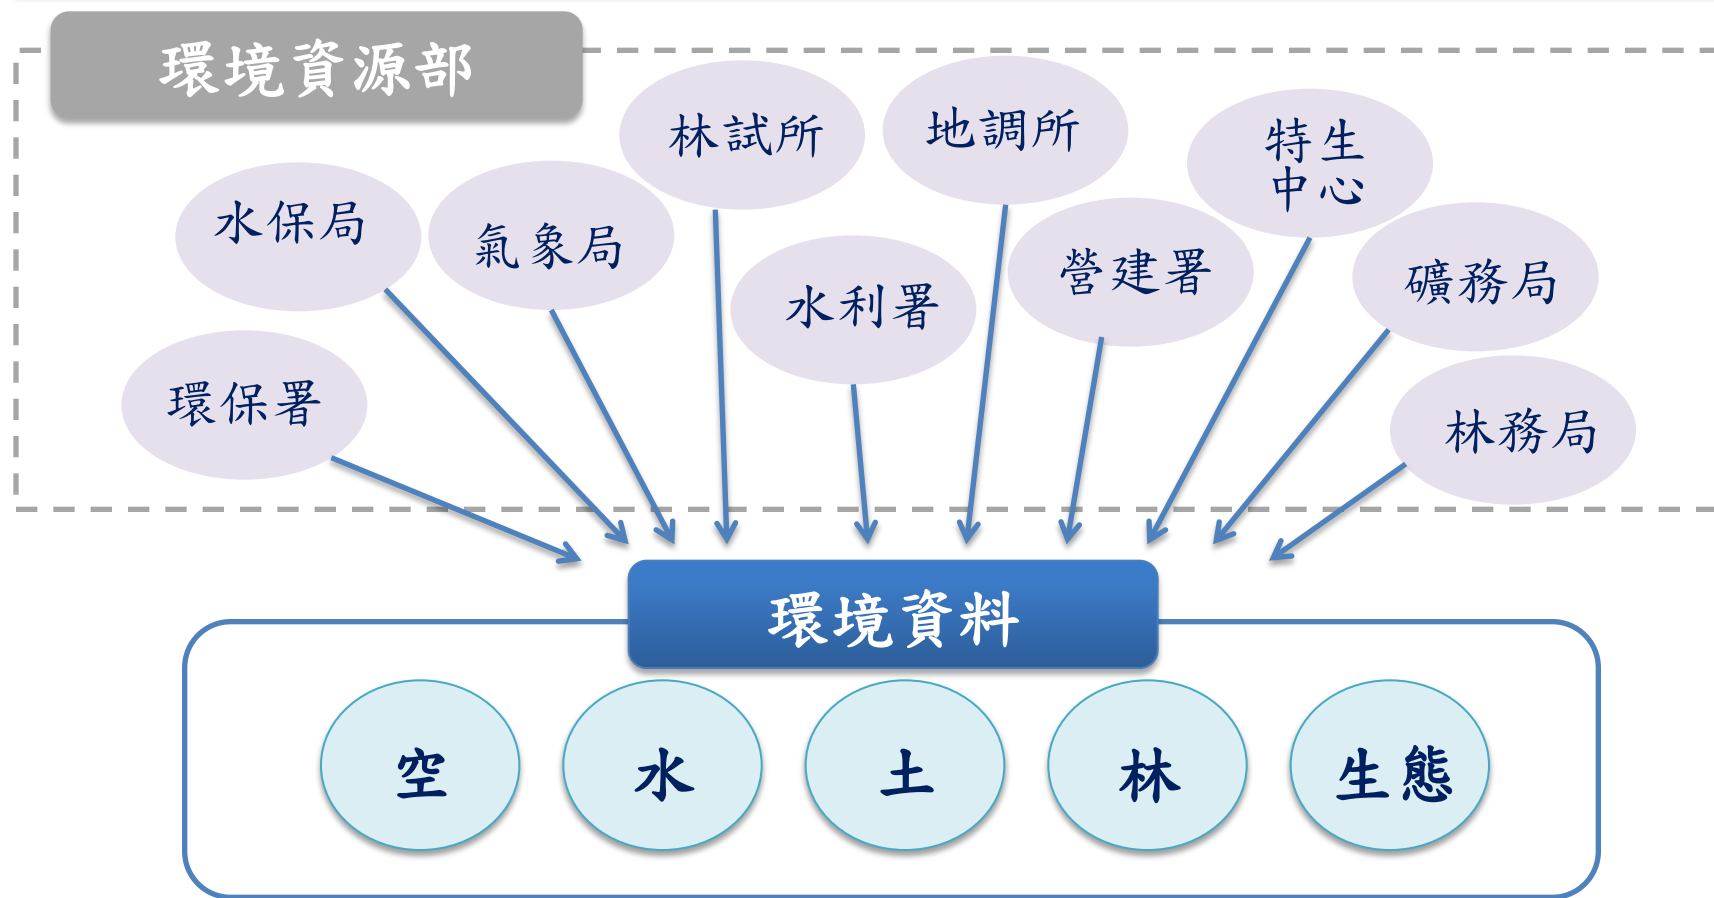 環境資源部
林試所
地調所
特生
中心
水保局
氣象局
水利署
營建署
礦務局
環保署
林務局
環境資料
空
水
土
林
生態